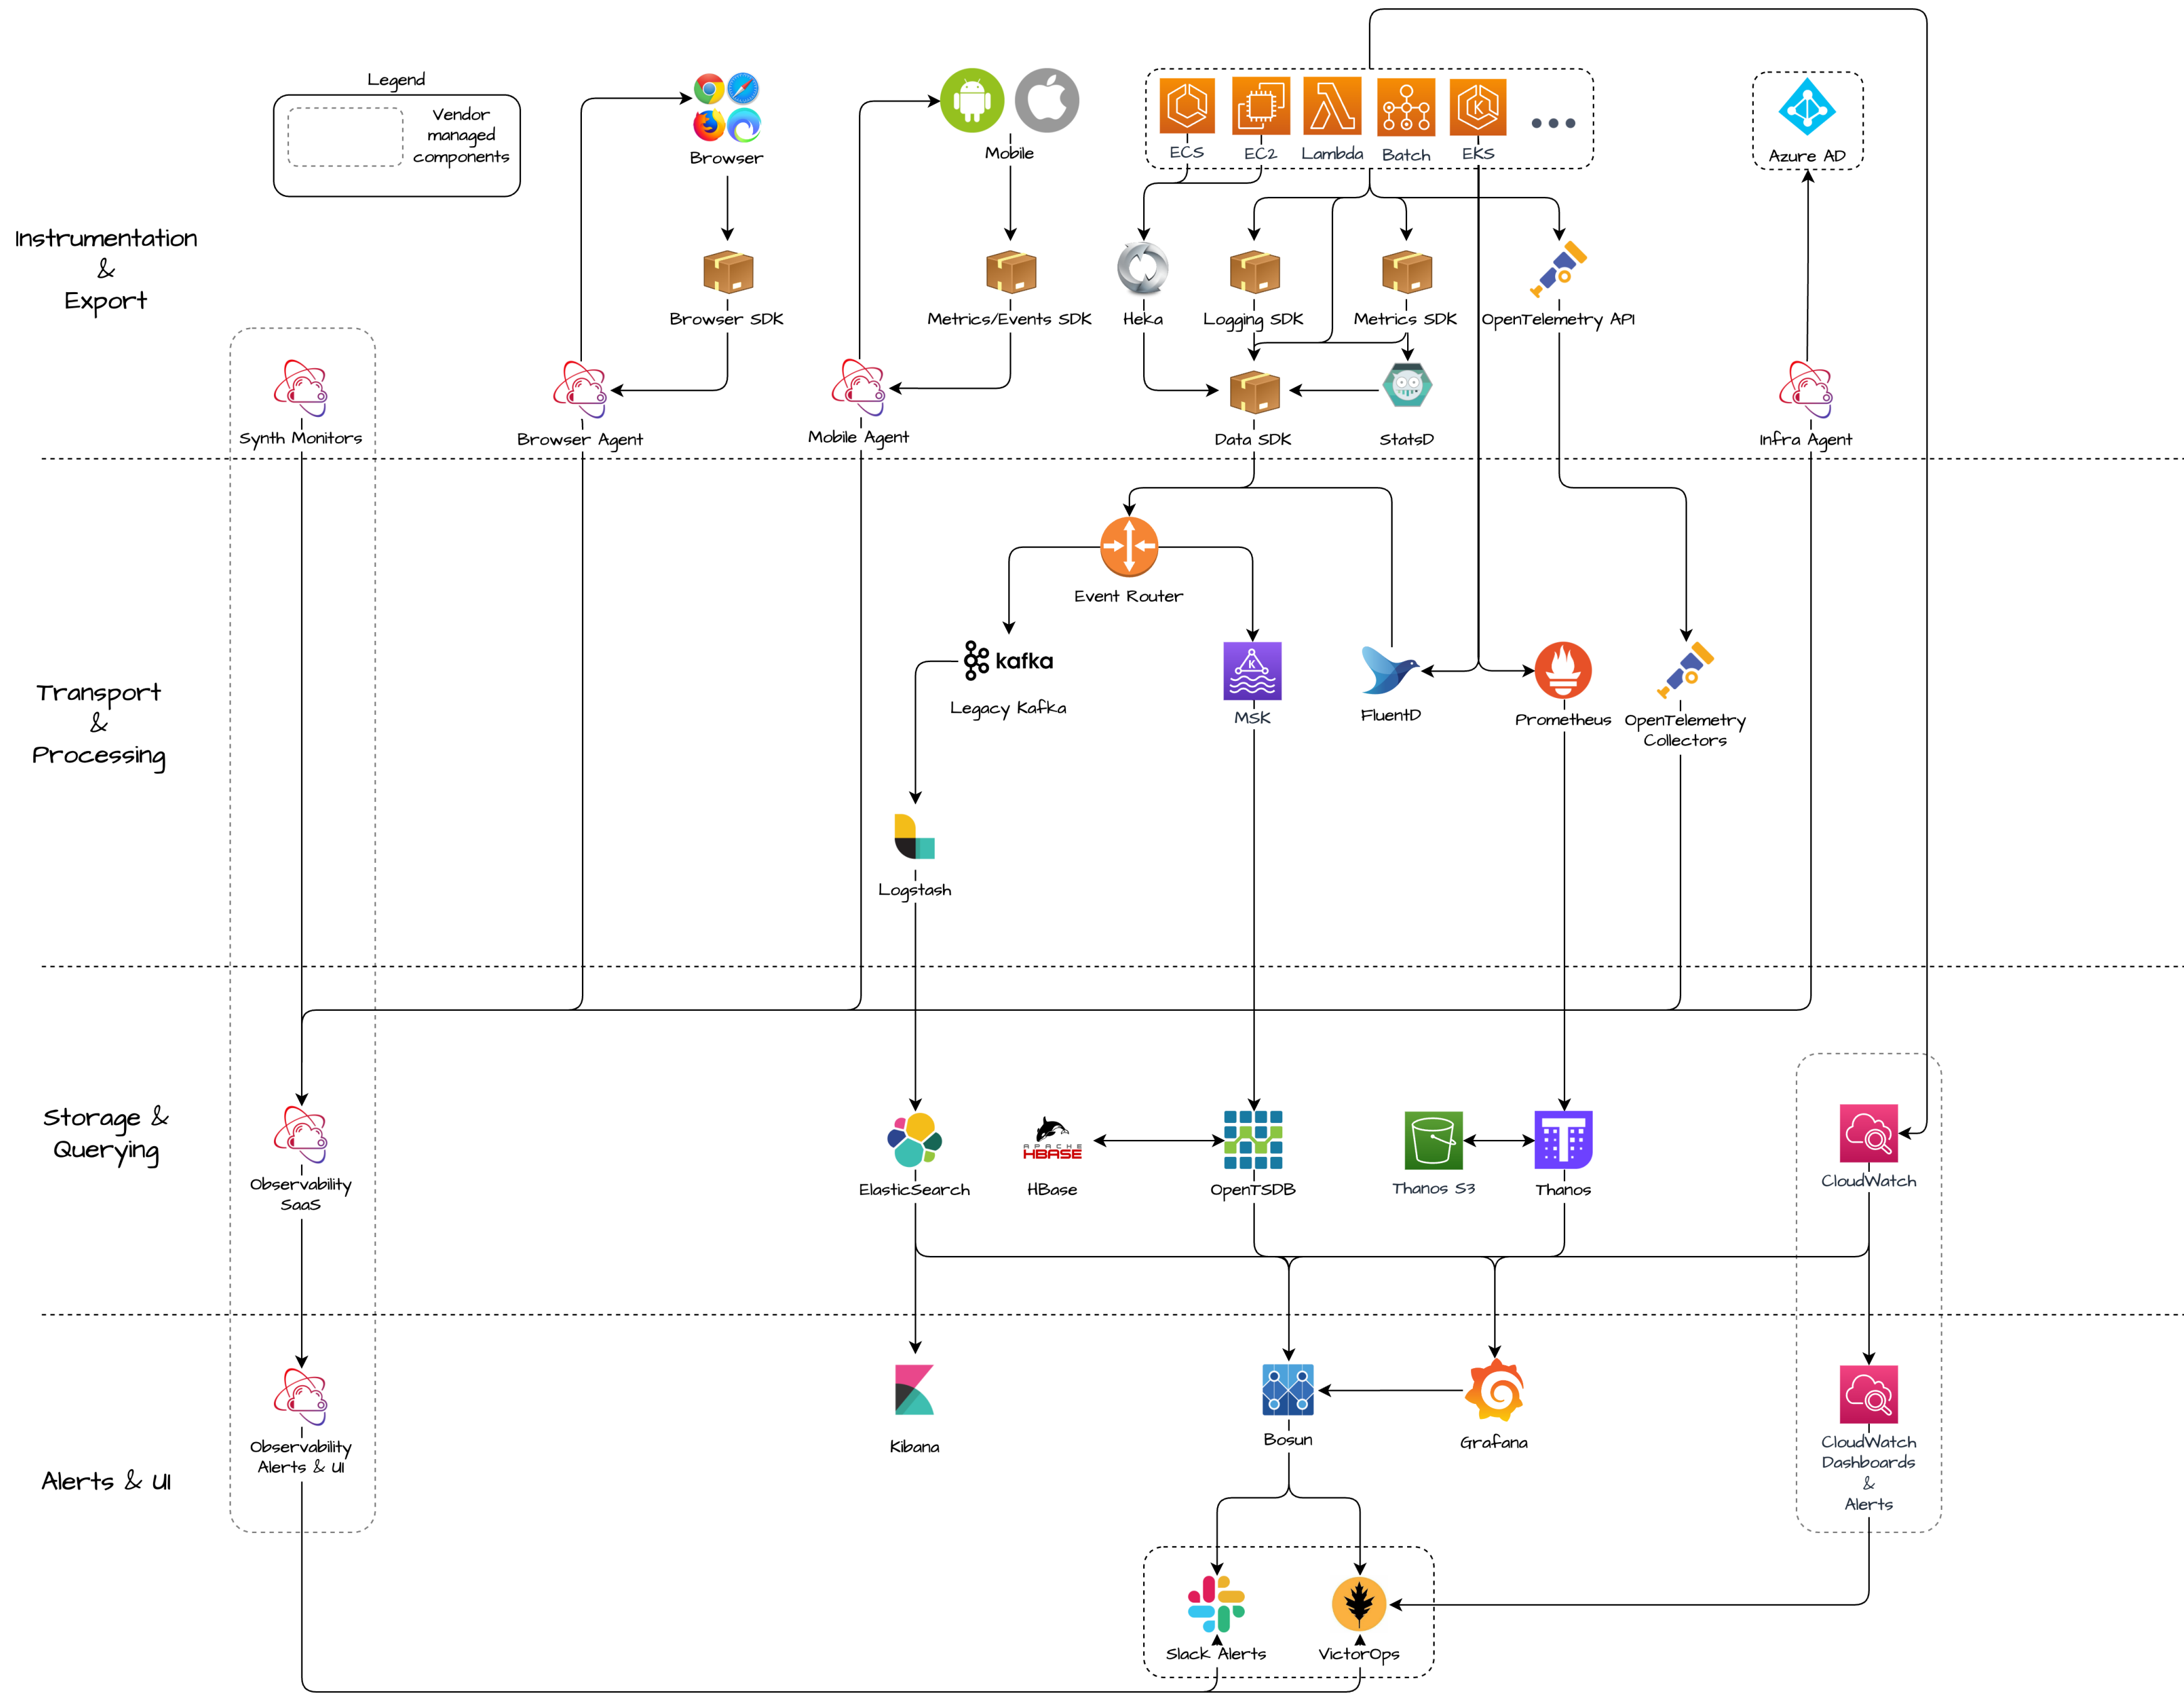 Legend
Vendor
managed
components
Browser
Mobile
ECS
EC2
Lambda
Batch
EKS
K
Azure AD
Instrumentation
&
Export
Browser SDK
Metrics/Events SDK
Heka
Logging SDK
Metrics SDK
OpenTelemetry API
Synth Monitors
Browser Agent
Mobile Agent
Data SDK
StatsD
Infra Agent
Transport
&
Processing
Event Router
kafka
Legacy Kafka
K
MSK
FluentD
Prometheus
OpenTelemetry
Collectors
Logstash
Storage &
Querying
Observability
SaaS
ElasticSearch
APACHE
HBASE
HBase
OpenTSDB
Thanos S3
T
Thanos
CloudWatch
Alerts & UI
Observability
Alerts & UI
Kibana
Bosun
Grafana
CloudWatch
Dashboards
&
Alerts
Slack Alerts
VictorOps